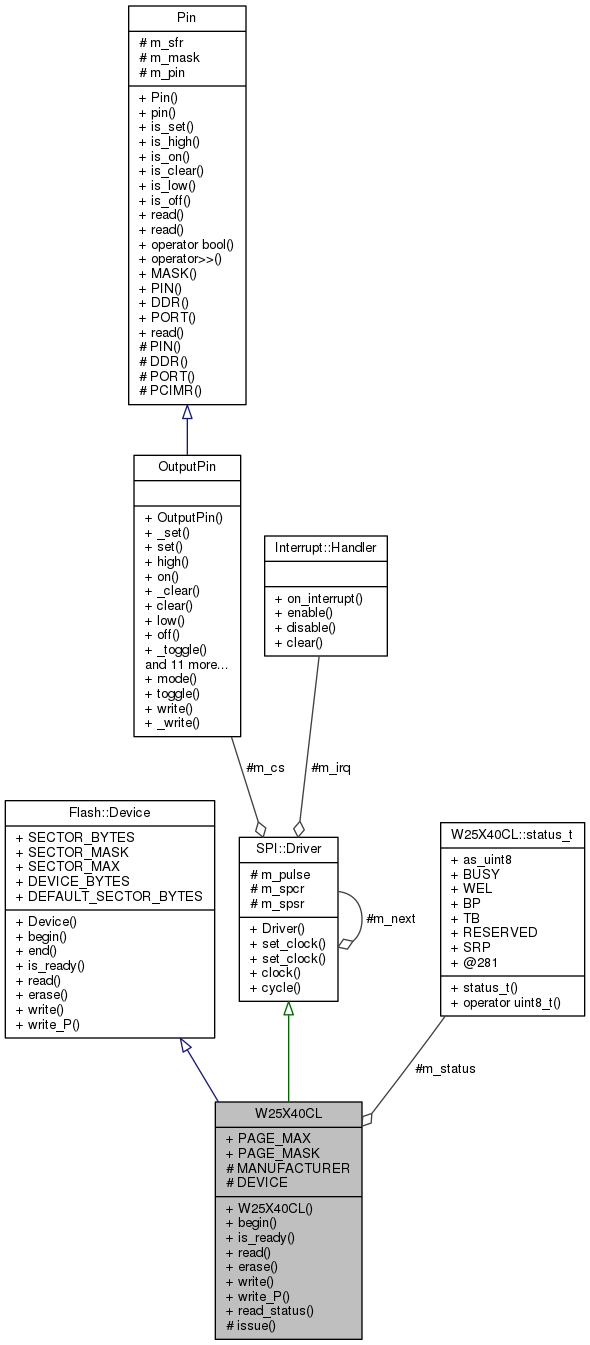 Pin
# m_sfr
# m_mask
# m_pin
+ Pin()
+ pin()
+ is_set()
+ is_high()
+ is_on()
+ is_clear()
+ is_low()
+ is_off()
+ read()
+ read()
+ operator bool()
+ operator>>()
+ MASK()
+ PIN()
+ DDR()
+ PORT()
+ read()
# PIN()
# DDR()
# PORT()
# PCIMR()
OutputPin
+ OutputPin()
+ _set()
+ set()
+ high()
+ on()
+ _clear()
+ clear()
+ low()
+ off()
+ _toggle()
and 11 more...
+ mode()
+ toggle()
+ write()
+ _write()
Interrupt::Handler
+ on_interrupt()
+ enable()
+ disable()
+ clear()
#m_cs
#m_irq
Flash::Device
+ SECTOR_BYTES
+ SECTOR_MASK
+ SECTOR_MAX
+ DEVICE_BYTES
+ DEFAULT_SECTOR_BYTES
+ Device()
+ begin()
+ end()
+ is_ready()
+ read()
+ erase()
+ write()
+ write_P()
SPI::Driver
# m_pulse
# m_spcr
# m_spsr
+ Driver()
+ set_clock()
+ set_clock()
+ clock()
+ cycle()
#m_next
W25X40CL::status_t
+ as_uint8
+ BUSY
+ WEL
+ BP
+ TB
+ RESERVED
+ SRP
+ @281
+ status_t()
+ operator uint8_t()
#m_status
W25X40CL
+ PAGE_MAX
+ PAGE_MASK
# MANUFACTURER
# DEVICE
+ W25X40CL()
+ begin()
+ is_ready()
+ read()
+ erase()
+ write()
+ write_P()
+ read_status()
# issue()